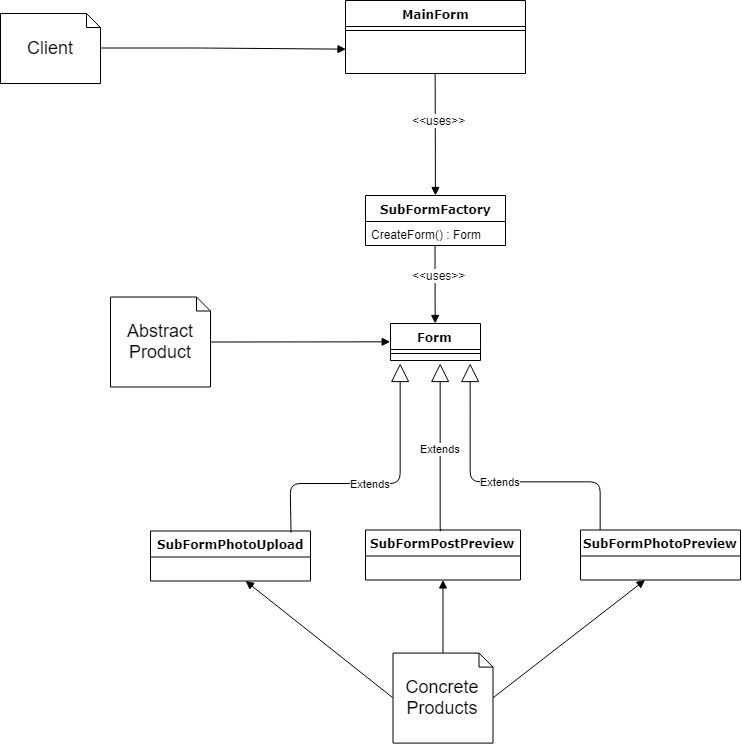 MainForm
Client
<<uses>>
SubFormFactory
CreateForm() : Form
<<uses>>
Abstract
Product
Form
Extends
Extends
Extends
SubFormPhotoUpload
SubFormPostPreview
SubFormPhotoPreview
Concrete
Products